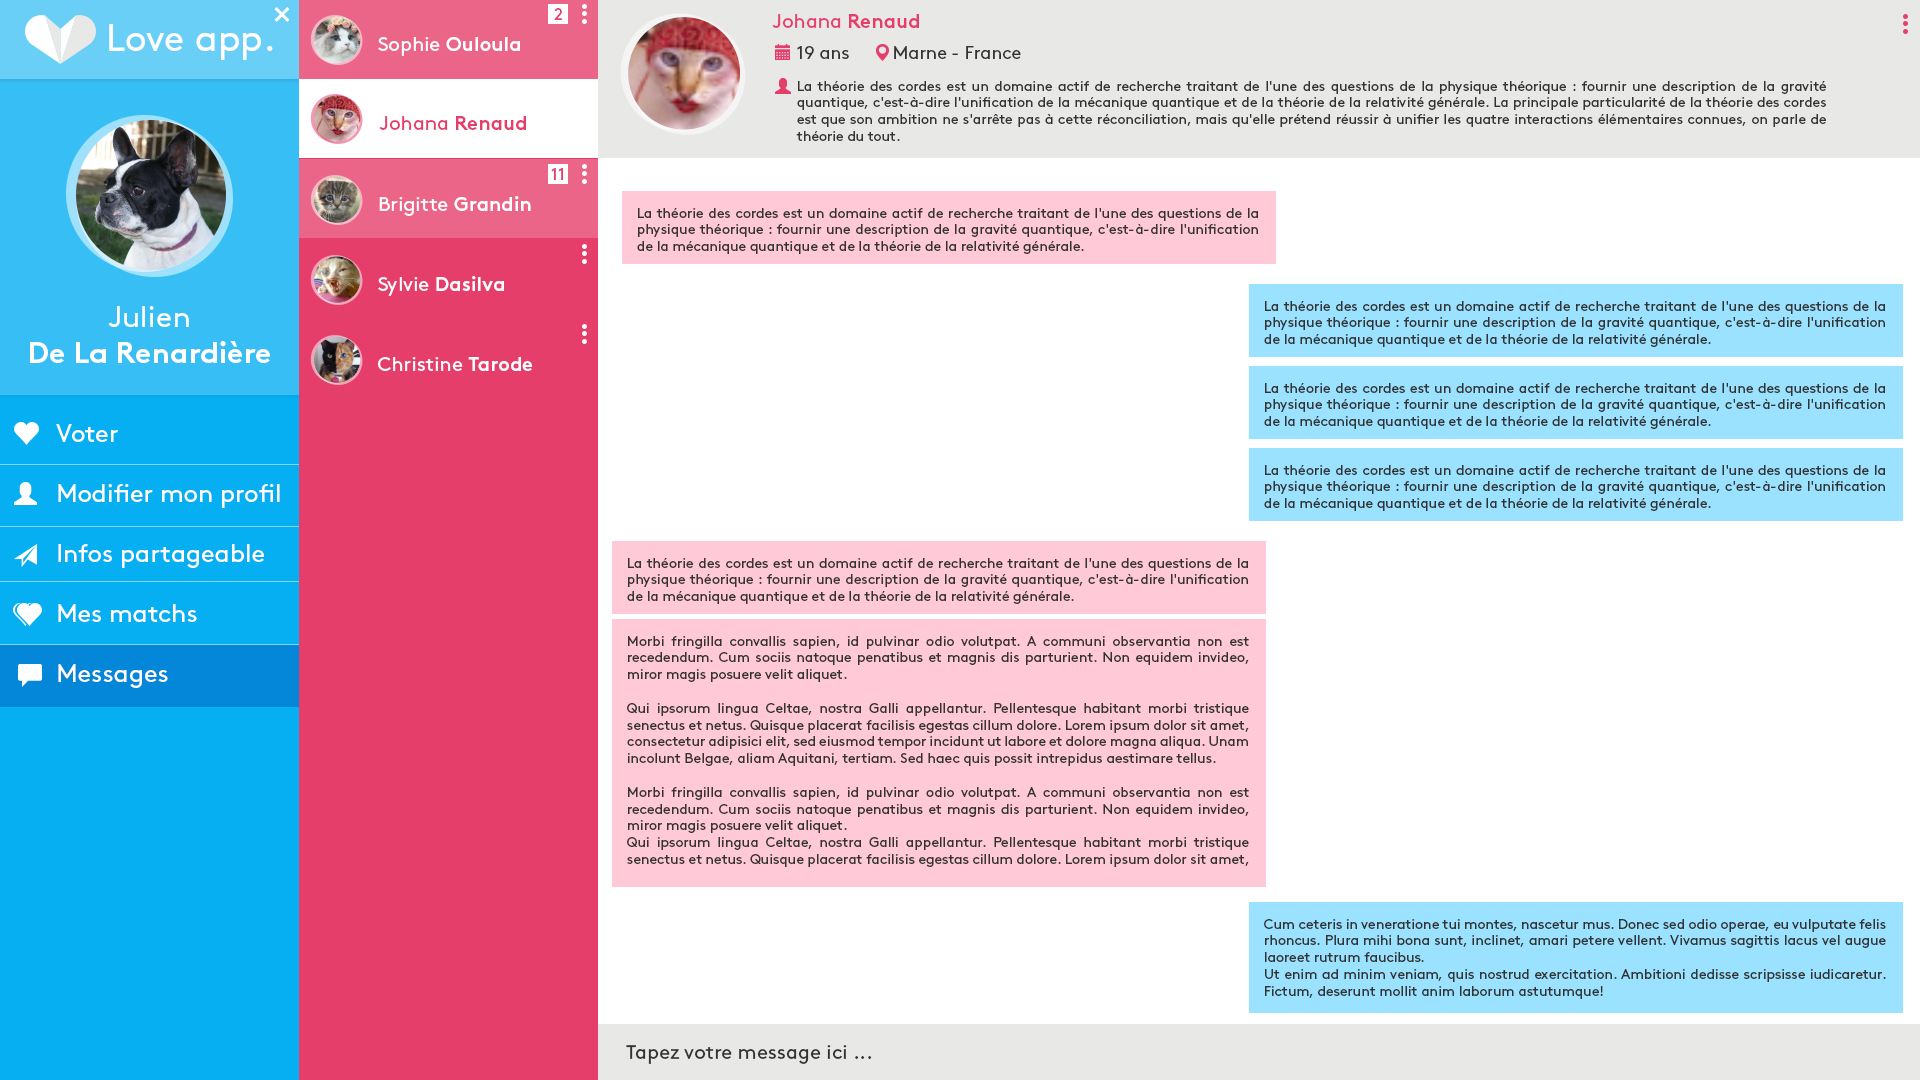 Love app.
Julien
De La Renardière
Voter
Modifier mon profil
Infos partageable
Mes matchs
Messages
2
Sophie Ouloula
Johana Renaud
11
Brigitte Grandin
Sylvie Dasilva
Christine Tarode
Johana Renaud
19 ans
Marne - France
La théorie des cordes est un domaine actif de recherche traitant de l'une des questions de la physique théorique : fournir une description de la gravité
quantique, c'est-à-dire l'unification de la mécanique quantique et de la théorie de la relativité générale. La principale particularité de la théorie des cordes
est que son ambition ne s'arrête pas à cette réconciliation, mais qu'elle prétend réussir à unifier les quatre interactions élémentaires connues, on parle de
théorie du tout.
La théorie des cordes est un domaine actif de recherche traitant de l'une des questions de la
physique théorique : fournir une description de la gravité quantique, c'est-à-dire l'unification
de la mécanique quantique et de la théorie de la relativité générale.
La théorie des cordes est un domaine actif de recherche traitant de l'une des questions de la
physique théorique : fournir une description de la gravité quantique, c'est-à-dire l'unification
de la mécanique quantique et de la théorie de la relativité générale.
La théorie des cordes est un domaine actif de recherche traitant de l'une des questions de la
physique théorique : fournir une description de la gravité quantique, c'est-à-dire l'unification
de la mécanique quantique et de la théorie de la relativité générale.
La théorie des cordes est un domaine actif de recherche traitant de l'une des questions de la
physique théorique : fournir une description de la gravité quantique, c'est-à-dire l'unification
de la mécanique quantique et de la théorie de la relativité générale.
La théorie des cordes est un domaine actif de recherche traitant de l'une des questions de la
physique théorique : fournir une description de la gravité quantique, c'est-à-dire l'unification
de la mécanique quantique et de la théorie de la relativité générale.
Morbi fringilla convallis sapien, id pulvinar odio volutpat. A communi observantia non est
recedendum. Cum sociis natoque penatibus et magnis dis parturient. Non equidem invideo,
miror magis posuere velit aliquet.
Qui ipsorum lingua Celtae, nostra Galli appellantur. Pellentesque habitant morbi tristique
senectus et netus. Quisque placerat facilisis egestas cillum dolore. Lorem ipsum dolor sit amet,
consectetur adipisici elit, sed eiusmod tempor incidunt ut labore et dolore magna aliqua. Unam
incolunt Belgae, aliam Aquitani, tertiam. Sed haec quis possit intrepidus aestimare tellus.
Morbi fringilla convallis sapien, id pulvinar odio volutpat. A communi observantia non est
recedendum. Cum sociis natoque penatibus et magnis dis parturient. Non equidem invideo,
miror magis posuere velit aliquet.
Qui ipsorum lingua Celtae, nostra Galli appellantur. Pellentesque habitant morbi tristique
senectus et netus. Quisque placerat facilisis egestas cillum dolore. Lorem ipsum dolor sit amet,
Cum ceteris in veneratione tui montes, nascetur mus. Donec sed odio operae, eu vulputate felis
rhoncus. Plura mihi bona sunt, inclinet, amari petere vellent. Vivamus sagittis lacus vel augue
laoreet rutrum faucibus.
Ut enim ad minim veniam, quis nostrud exercitation. Ambitioni dedisse scripsisse iudicaretur.
Fictum, deserunt mollit anim laborum astutumque!
Tapez votre message ici ...